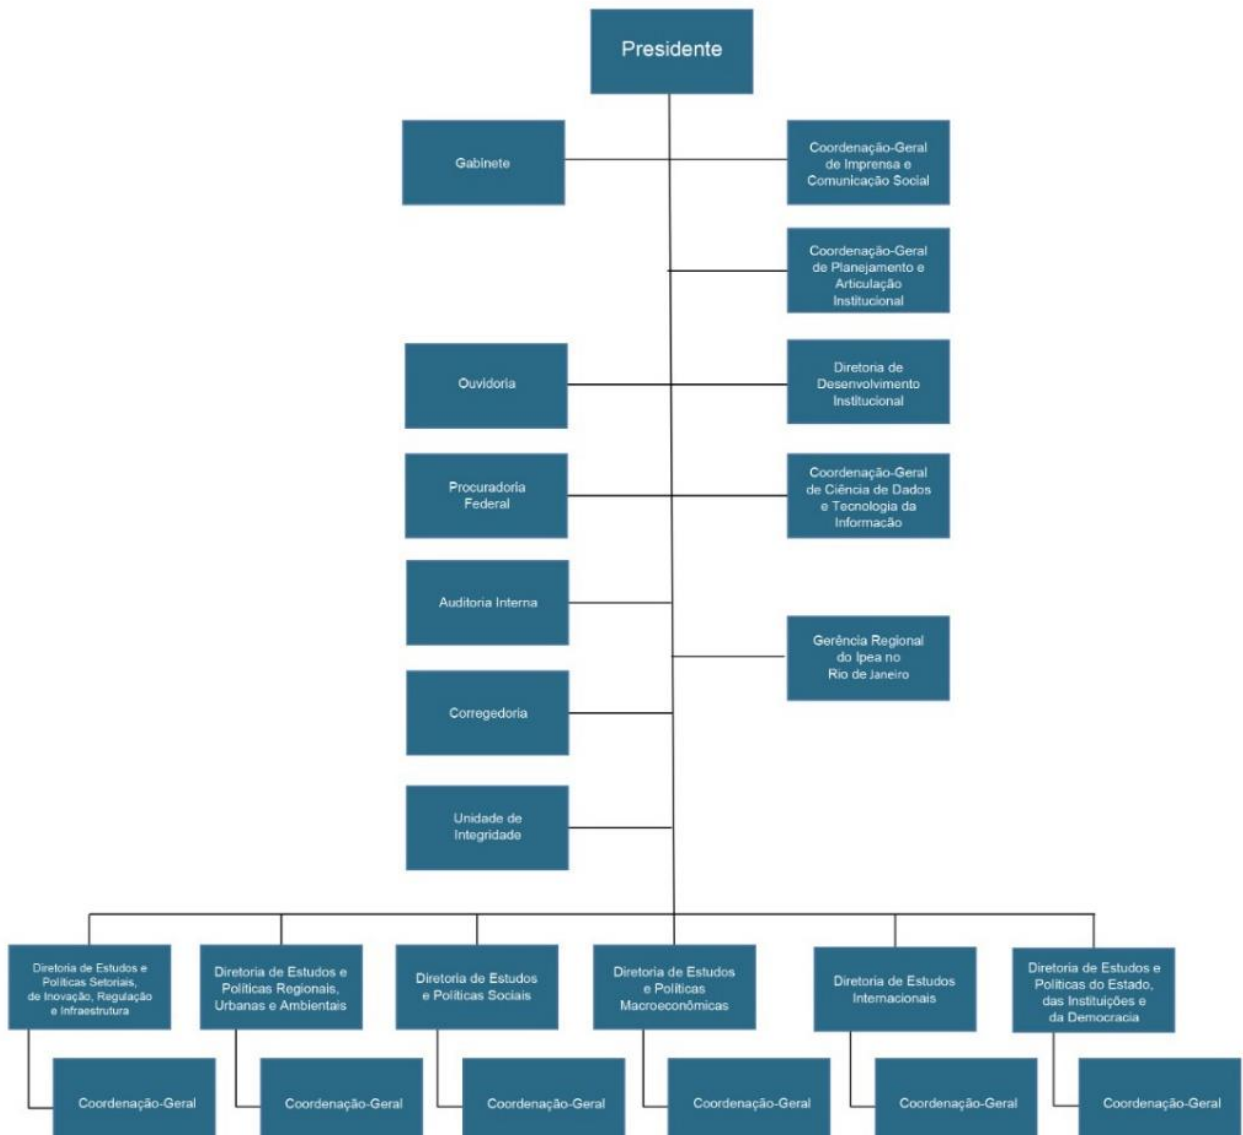 Presidente
Gabinete
Coordenação-Geral
de Imprensa e
Comunicação Social
Coordenação-Geral
de Planejamento e
Articulação
Institucional
Ouvidoria
Diretoria de
Desenvolvimento
Institucional
Procuradoria
Federal
Coordenação-Geral
de Ciência de Dados
e Tecnologia da
Informação
Auditoria Interna
Gerência Regional
do Ipea no
Rio de Janeiro
Corregedoria
Unidade de
Integridade
Diretoria de Estudos e
Políticas Setoriais,
de Inovação, Regulação
e Infraestrutura
Diretoria de Estudos e
Políticas Regionais,
Urbanas e Ambientais
Diretoria de Estudos
e Políticas Sociais
Diretoria de Estudos
e Políticas
Macroeconômicas
Diretoria de Estudos
Internacionais
Diretoria de Estudos e
Políticas do Estado,
das Instituições e
da Democracia
Coordenação-Geral
Coordenação-Geral
Coordenação-Geral
Coordenação-Geral
Coordenação-Geral
Coordenação-Geral